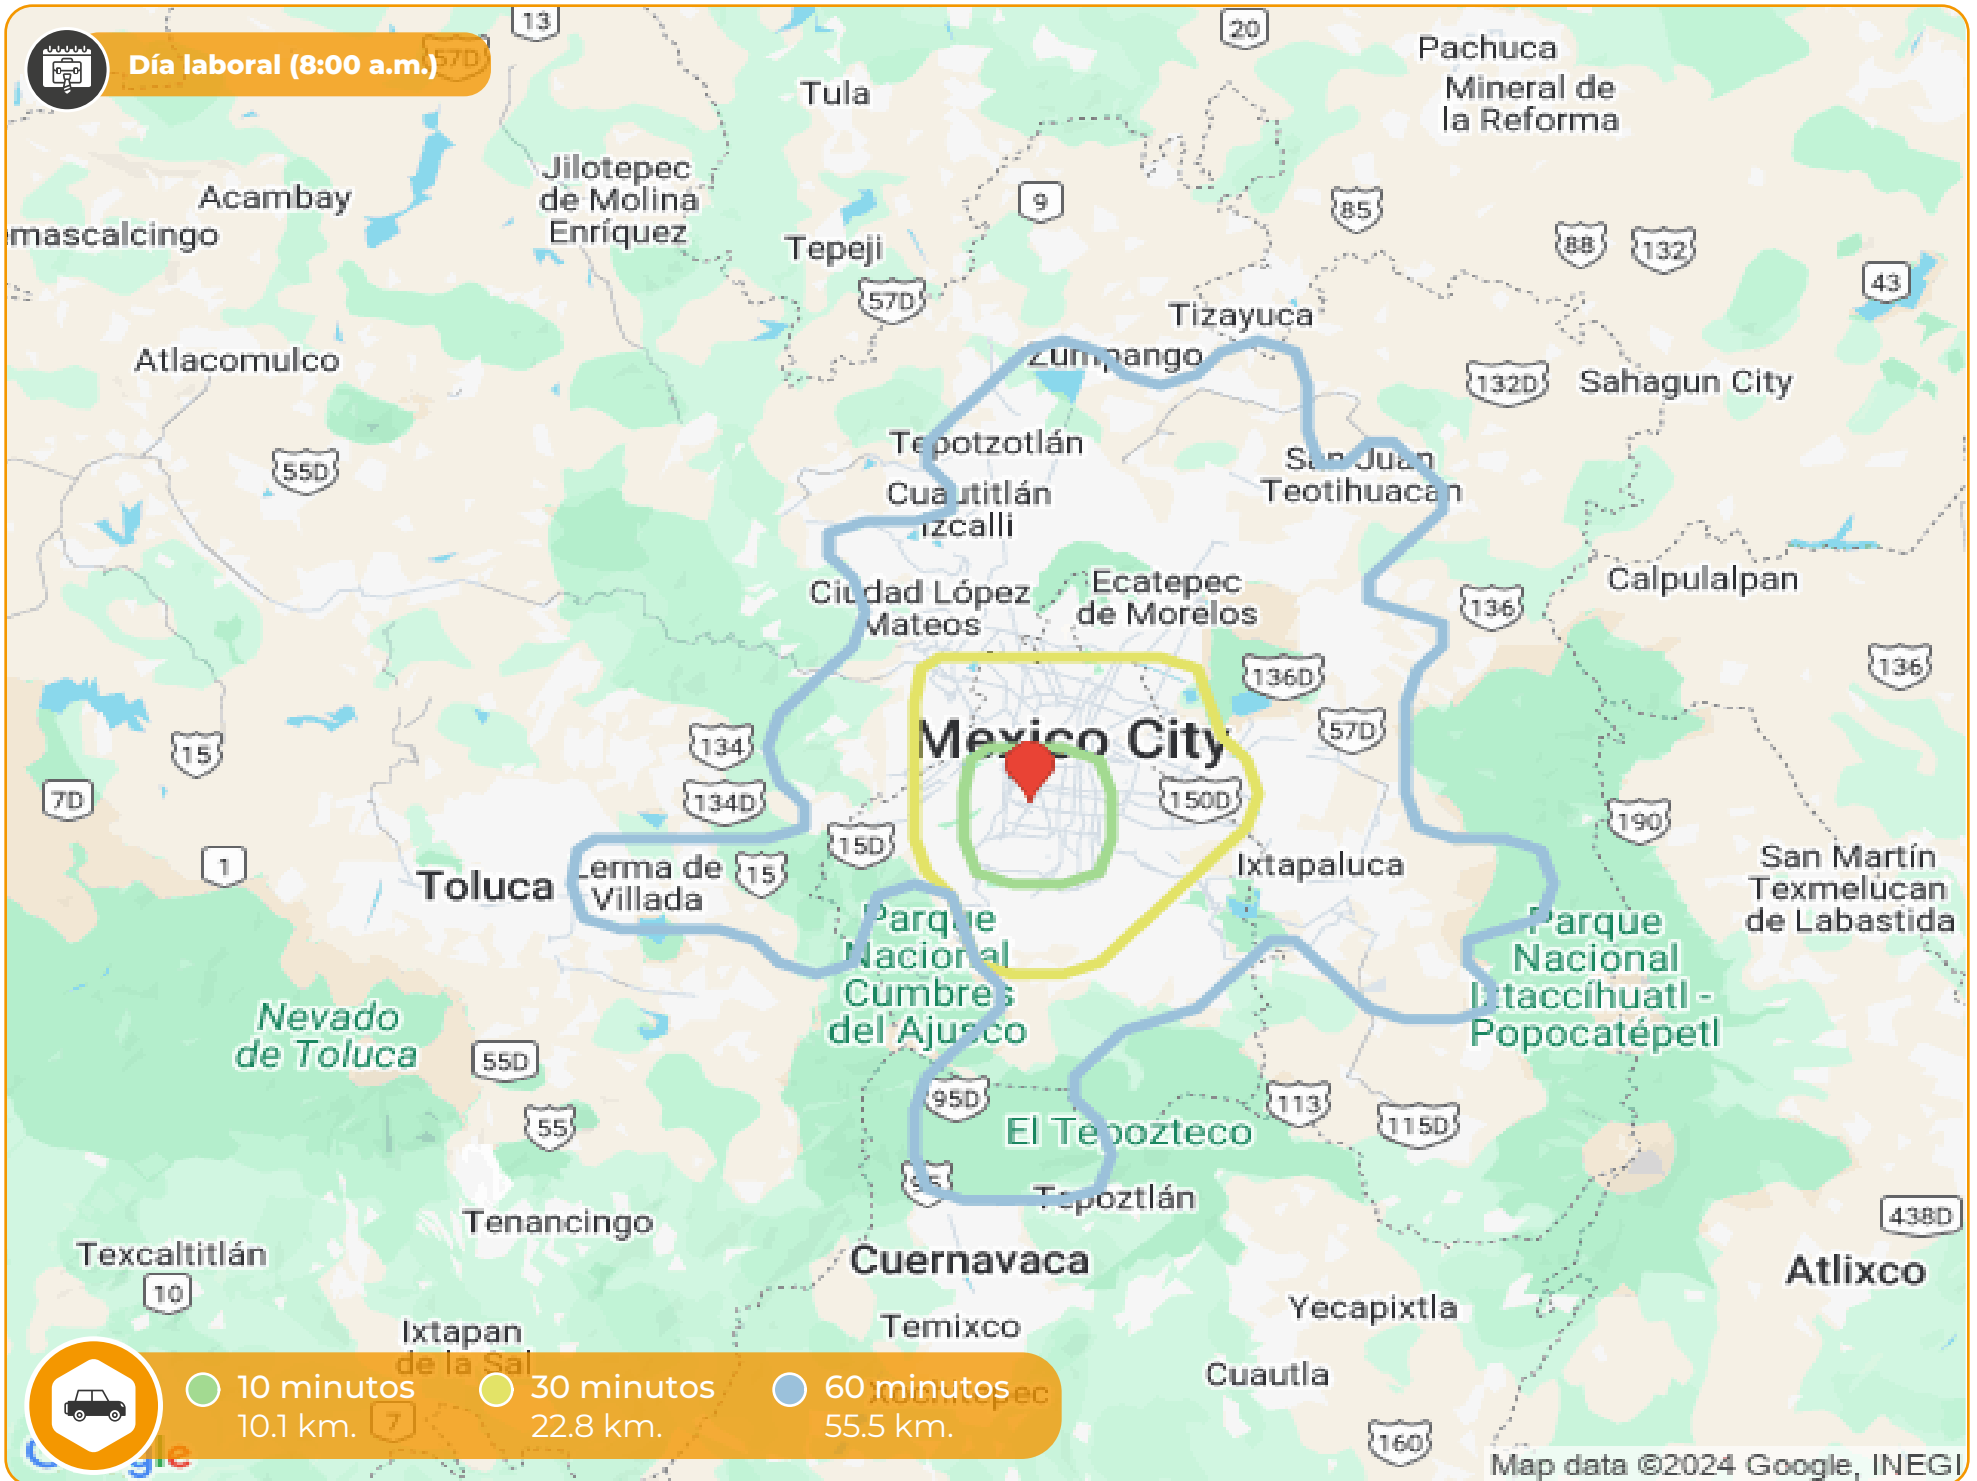 13
20
Pachuca
Día laboral (8:00 a.m.)
57D
Mineral de
la Reforma
Tula
Jilotepec
de Molina
Enríquez
Acambay
9
85
mascalcingo
Tepeji
88
132
43
57D
Tizayuca
Atlacomulco
Zumpango
132D
Sahagun City
Tepotzotlán
55D
San Juan
Teotihuacán
Cuautitlán
Izcalli
Ciudad López
Mateos
Ecatepec
de Morelos
Calpulalpan
136
136D
136
Mexico City
57D
134
15
7D
134D
150D
190
15D
1
Toluca
Lerma de
Villada
15
Ixtapaluca
San Martín
Texmelucan
de Labastida
Parque
Nacional
Cumbres
del Ajusco
Parque
Nacional
Iztaccíhuatl -
Popocatépetl
Nevado
de Toluca
55D
95D
113
55
115D
El Tepozteco
95
Tepoztlán
Tenancingo
438D
Texcaltitlán
10
Cuernavaca
Atlixco
Yecapixtla
Ixtapan
de la Sal
Temixco
Cuautla
10 minutos
10.1 km.
30 minutos
22.8 km.
60 minutos
55.5 km.
Xochitepec
7
160
Google
Map data ©2024 Google, INEGI